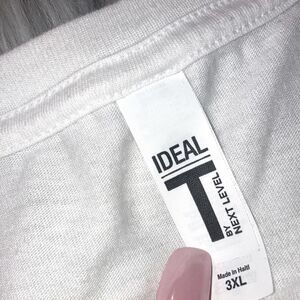 IDEAL
T
BY
NEXT LEVEL
Made in Haiti
3XL